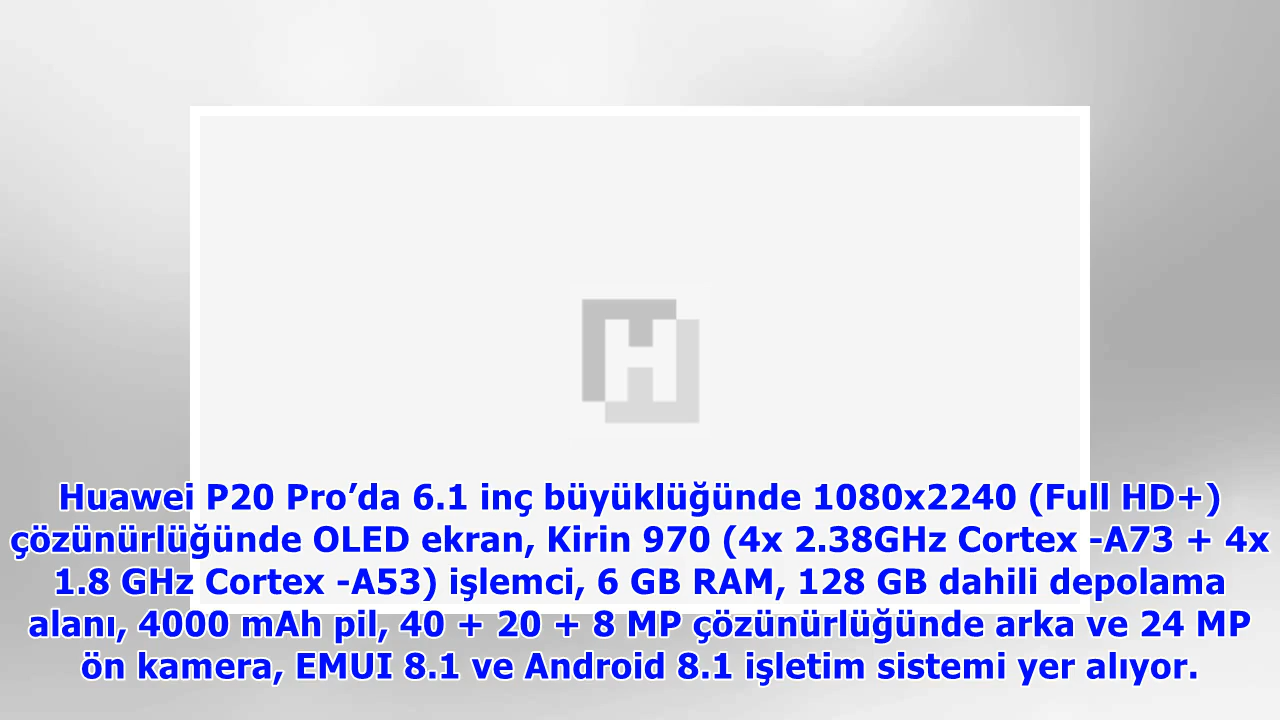 Huawei P20 Pro’da 6.1 inç büyüklüğünde 1080x2240 (Full HD+)
çözünürlüğünde OLED ekran, Kirin 970 (4x 2.38GHz Cortex -A73 + 4x
1.8 GHz Cortex -A53) işlemci, 6 GB RAM, 128 GB dahili depolama
alanı, 4000 mAh pil, 40 + 20 + 8 MP çözünürlüğünde arka ve 24 MP
ön kamera, EMUI 8.1 ve Android 8.1 işletim sistemi yer alıyor.